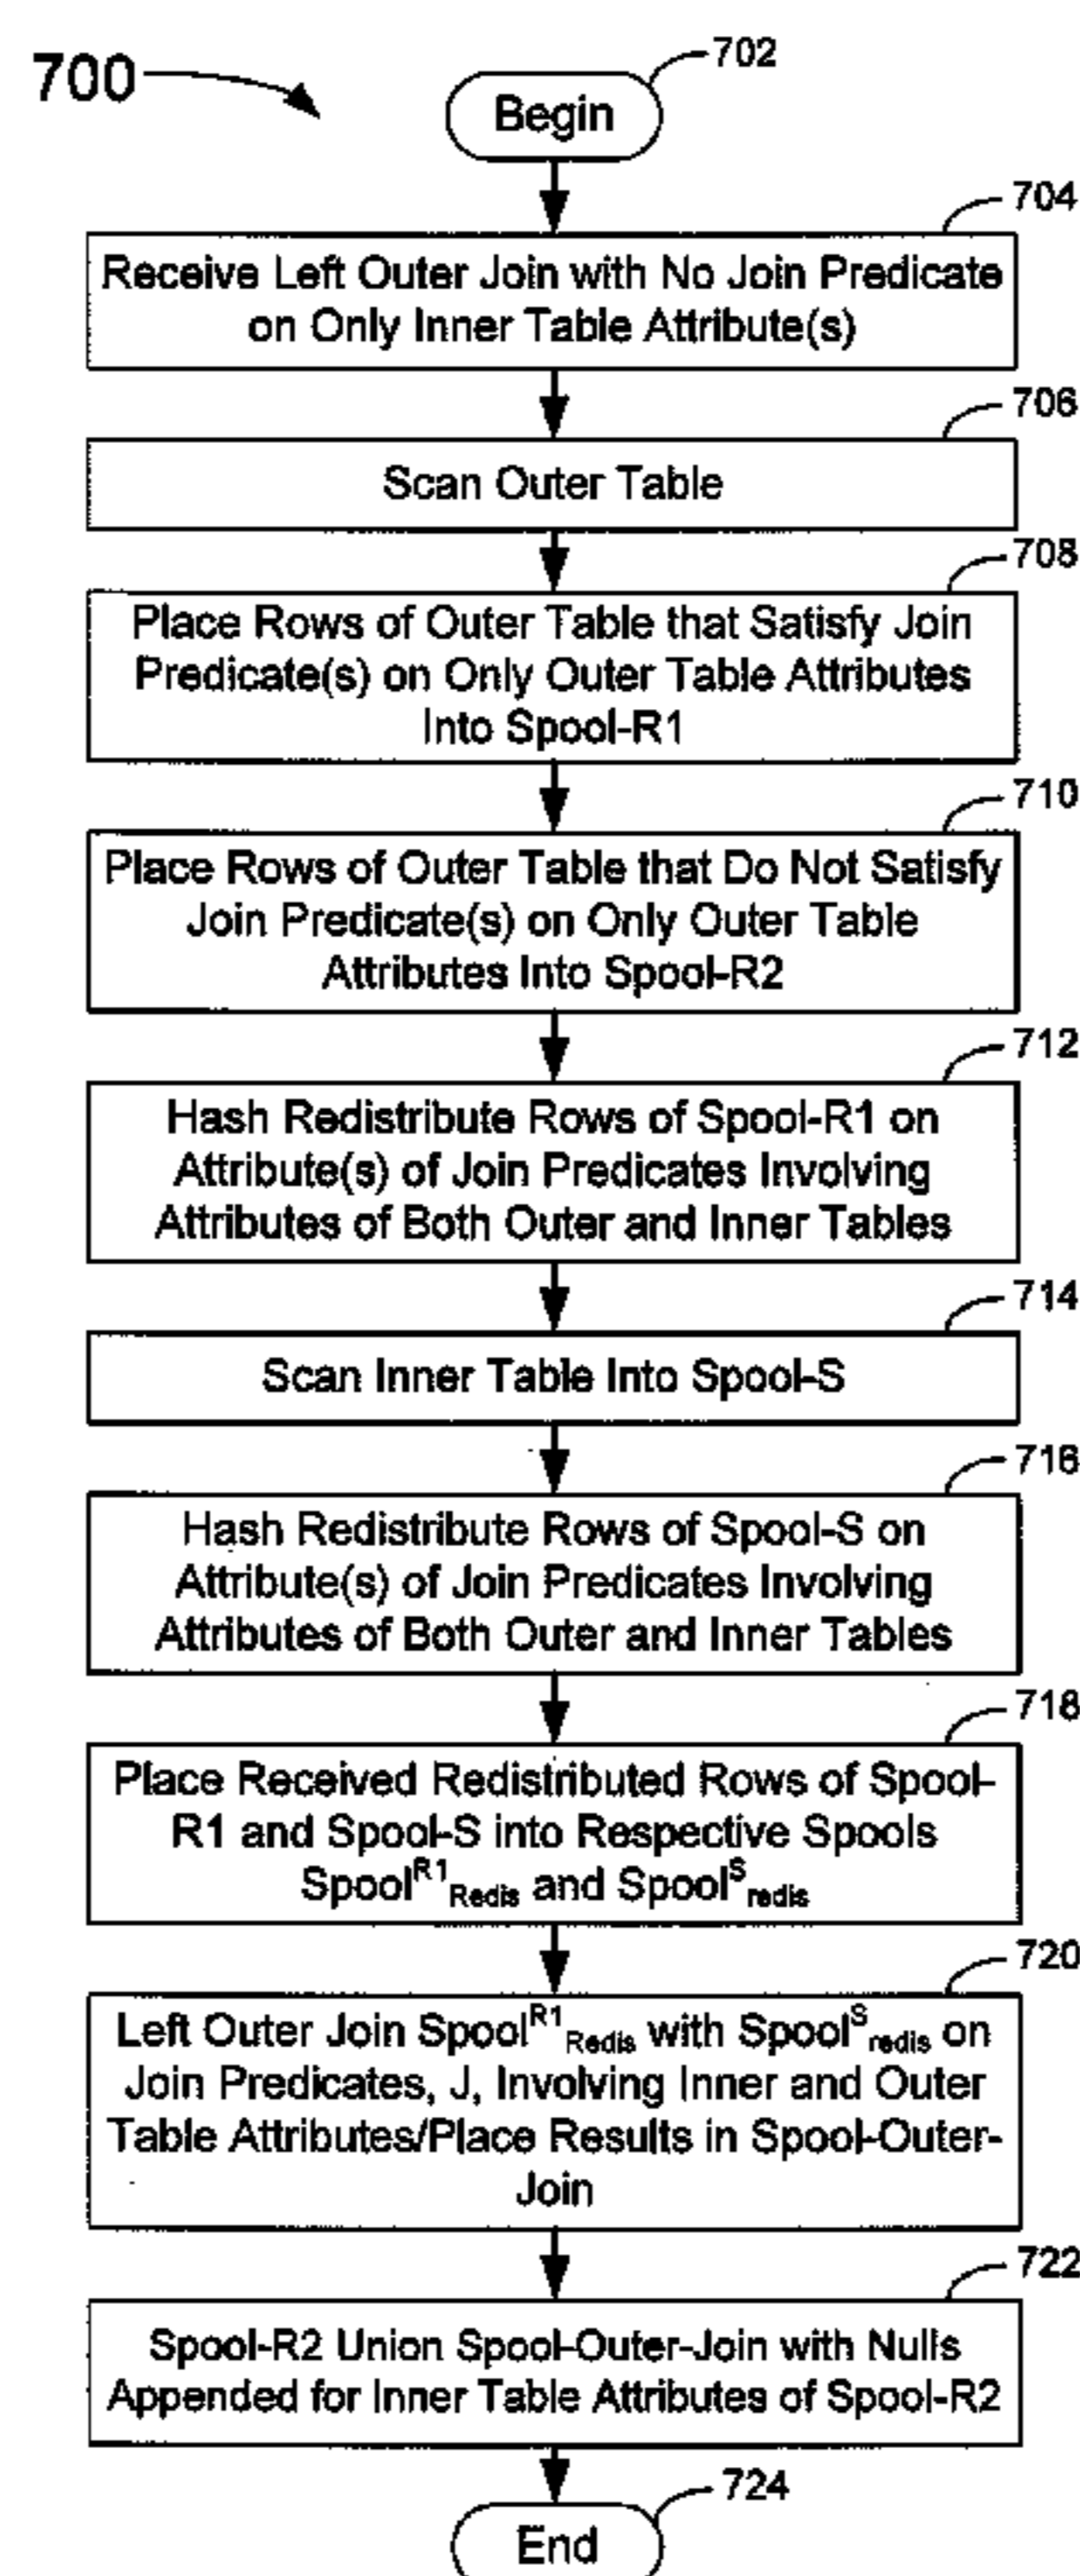 700
702
Begin
704
Receive Left Outer Join with No Join Predicate
on Only Inner Table Attribute(s)
706
Scan Outer Table
708
Place Rows of Outer Table that Satisfy Join
Predicate(s) on Only Outer Table Attributes
Into Spool-R1
710
Place Rows of Outer Table that Do Not Satisfy
Join Predicate(s) on Only Outer Table
Attributes Into Spool-R2
712
Hash Redistribute Rows of Spool-R1 on
Attribute(s) of Join Predicates Involving
Attributes of Both Outer and Inner Tables
714
Scan Inner Table Into Spool-S
716
Hash Redistribute Rows of Spool-S on
Attribute(s) of Join Predicates Involving
Attributes of Both Outer and Inner Tables
718
Place Received Redistributed Rows of Spool-
R1 and Spool-S into Respective Spools
Spool^R1_Redis and Spool^S_redis
720
Left Outer Join Spool^R1_Redis with Spool^S_redis on
Join Predicates, J, Involving Inner and Outer
Table Attributes/Place Results in Spool-Outer-
Join
722
Spool-R2 Union Spool-Outer-Join with Nulls
Appended for Inner Table Attributes of Spool-R2
724
End